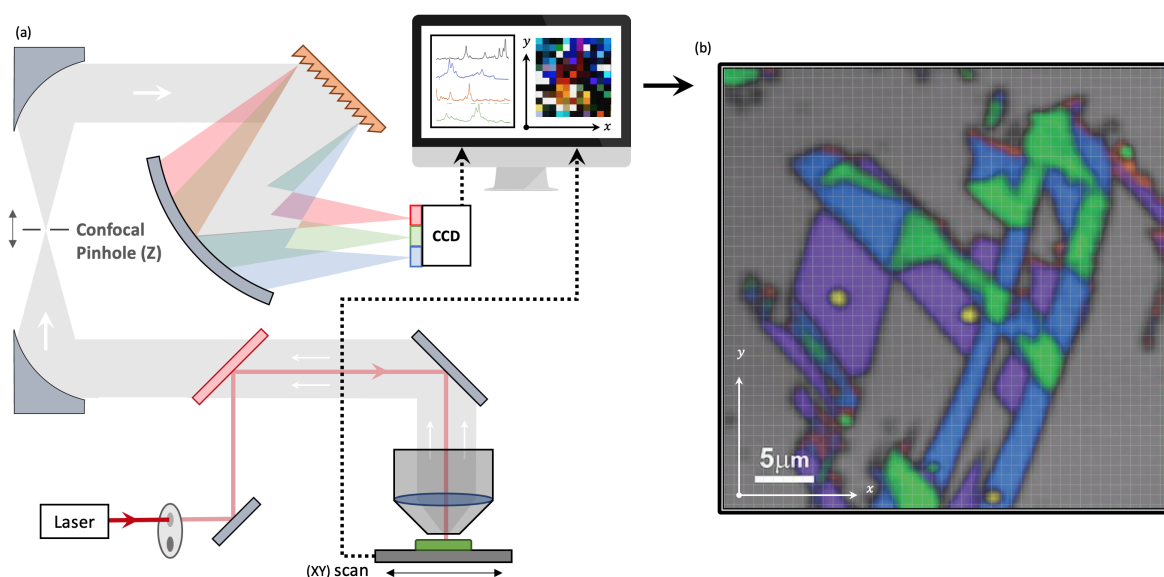 (a)
y
x
(b)
Confocal
Pinhole (Z)
CCD
y
5μm
x
Laser
(XY) scan